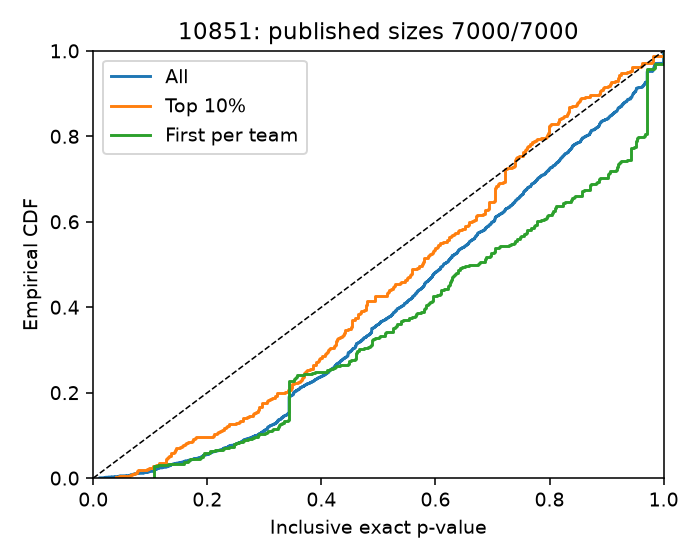 10851: published sizes 7000/7000
All
Top 10%
First per team
Empirical CDF
1.0
0.8
0.6
0.4
0.2
0.0
0.0 0.2 0.4 0.6 0.8 1.0
Inclusive exact p-value